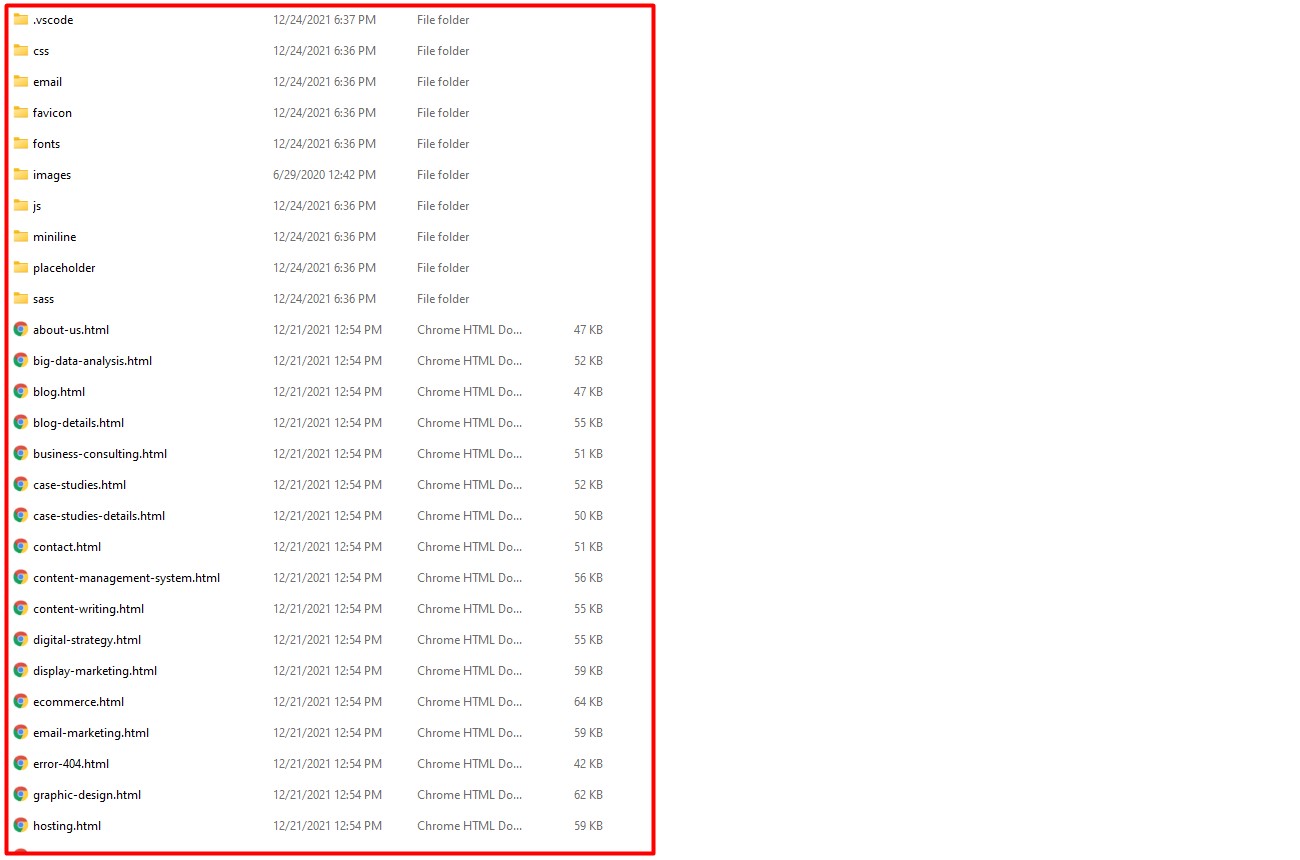 .vscode 12/24/2021 6:37 PM File folder
css 12/24/2021 6:36 PM File folder
email 12/24/2021 6:36 PM File folder
favicon 12/24/2021 6:36 PM File folder
fonts 12/24/2021 6:36 PM File folder
images 6/29/2020 12:42 PM File folder
js 12/24/2021 6:36 PM File folder
miniline 12/24/2021 6:36 PM File folder
placeholder 12/24/2021 6:36 PM File folder
sass 12/24/2021 6:36 PM File folder
about-us.html 12/21/2021 12:54 PM Chrome HTML Do... 47 KB
big-data-analysis.html 12/21/2021 12:54 PM Chrome HTML Do... 52 KB
blog.html 12/21/2021 12:54 PM Chrome HTML Do... 47 KB
blog-details.html 12/21/2021 12:54 PM Chrome HTML Do... 55 KB
business-consulting.html 12/21/2021 12:54 PM Chrome HTML Do... 51 KB
case-studies.html 12/21/2021 12:54 PM Chrome HTML Do... 52 KB
case-studies-details.html 12/21/2021 12:54 PM Chrome HTML Do... 50 KB
contact.html 12/21/2021 12:54 PM Chrome HTML Do... 51 KB
content-management-system.html 12/21/2021 12:54 PM Chrome HTML Do... 56 KB
content-writing.html 12/21/2021 12:54 PM Chrome HTML Do... 55 KB
digital-strategy.html 12/21/2021 12:54 PM Chrome HTML Do... 55 KB
display-marketing.html 12/21/2021 12:54 PM Chrome HTML Do... 59 KB
ecommerce.html 12/21/2021 12:54 PM Chrome HTML Do... 64 KB
email-marketing.html 12/21/2021 12:54 PM Chrome HTML Do... 59 KB
error-404.html 12/21/2021 12:54 PM Chrome HTML Do... 42 KB
graphic-design.html 12/21/2021 12:54 PM Chrome HTML Do... 62 KB
hosting.html 12/21/2021 12:54 PM Chrome HTML Do... 59 KB